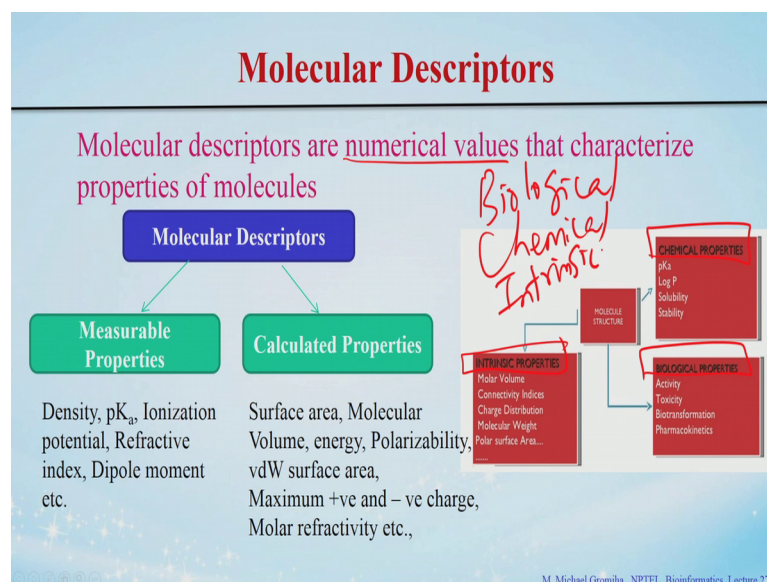 Molecular Descriptors
Molecular descriptors are numerical values that characterize
properties of molecules
Biological
Chemical
Intrinsic
Molecular Descriptors
Measurable
Properties
Calculated Properties
Density, pKa, Ionization
potential, Refractive
index, Dipole moment
etc.
Surface area, Molecular
Volume, energy, Polarizability,
vdW surface area,
Maximum +ve and – ve charge,
Molar refractivity etc.,
MOLECULE
STRUCTURE
CHEMICAL PROPERTIES
pKa
Log P
Solubility
Stability
INTRINSIC PROPERTIES
Molar Volume
Connectivity Indices
Charge Distribution
Molecular Weight
Polar surface Area....
.......
BIOLOGICAL PROPERTIES
Activity
Toxicity
Biotransformation
Pharmacokinetics
M. Michael Gromiha, NPTEL, Bioinformatics, Lecture